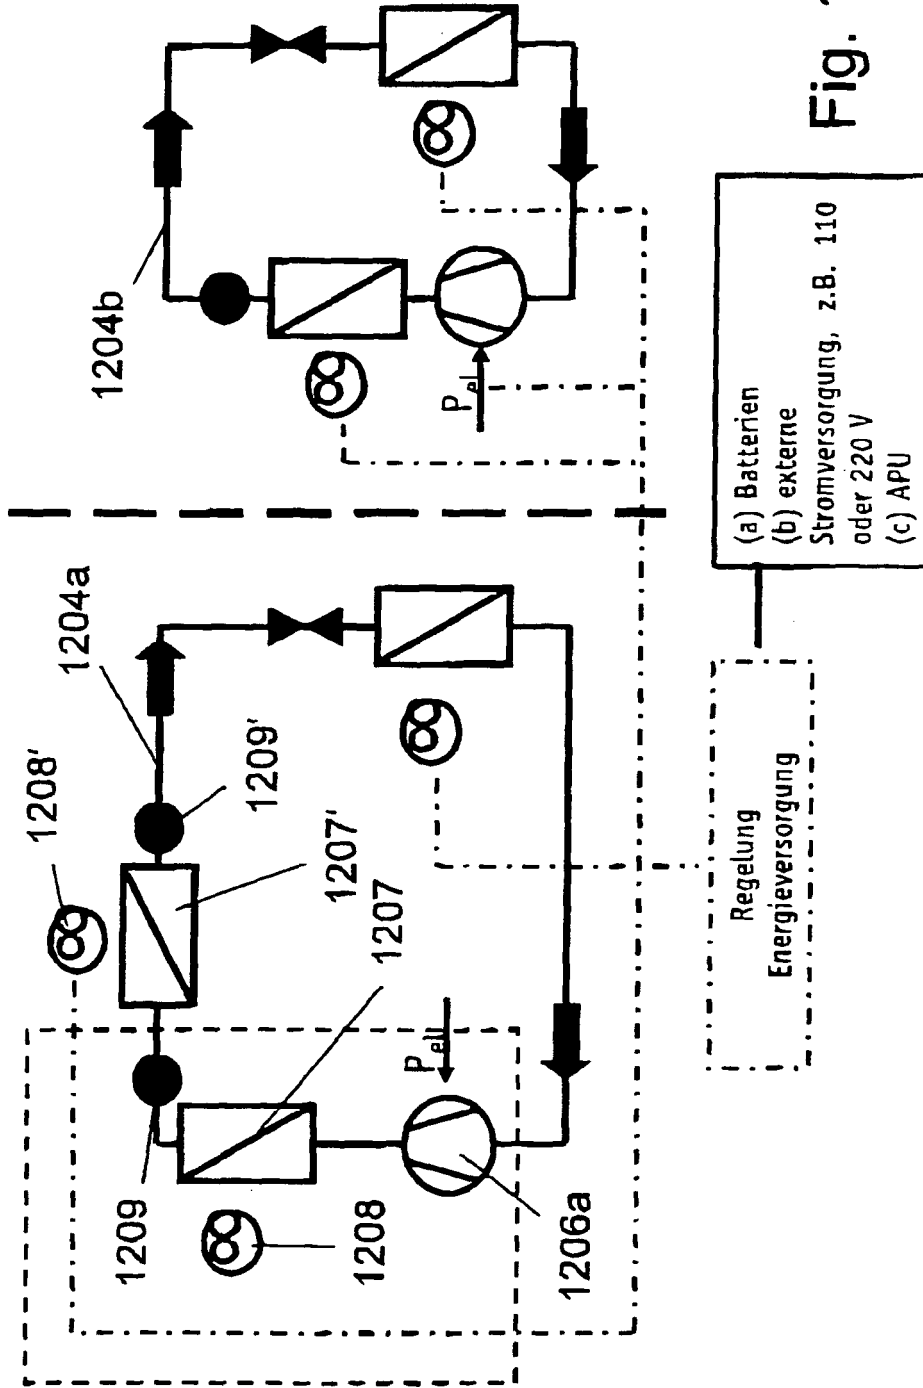 1208'
1204a
1209'
1207'
1207
1209
1208
1206a
P_el
1204b
P_el
Regelung
Energieversorgung
(a) Batterien
(b) externe
Stromversorgung, z.B. 110
oder 220 V
(c) APU
Fig.